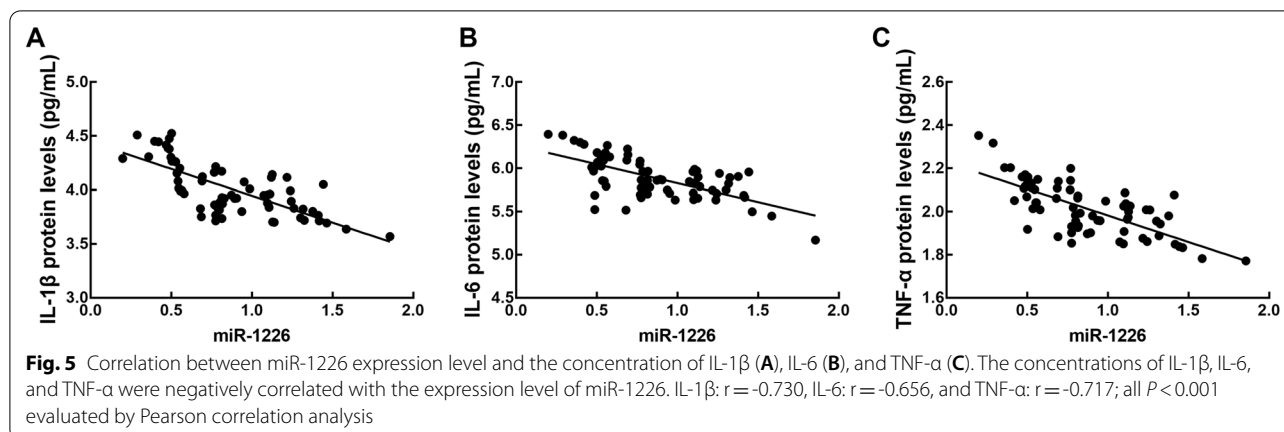 A
IL-1β protein levels (pg/mL)
5.0
4.5
4.0
3.5
3.0
0.0 0.5 1.0 1.5 2.0
miR-1226
B
IL-6 protein levels (pg/mL)
7.0
6.5
6.0
5.5
5.0
4.5
0.0 0.5 1.0 1.5 2.0
miR-1226
C
TNF-α protein levels (pg/mL)
2.6
2.4
2.2
2.0
1.8
1.6
0.0 0.5 1.0 1.5 2.0
miR-1226
Fig. 5 Correlation between miR-1226 expression level and the concentration of IL-1β (A), IL-6 (B), and TNF-α (C). The concentrations of IL-1β, IL-6,
and TNF-α were negatively correlated with the expression level of miR-1226. IL-1β: r = -0.730, IL-6: r = -0.656, and TNF-α: r = -0.717; all P < 0.001
evaluated by Pearson correlation analysis